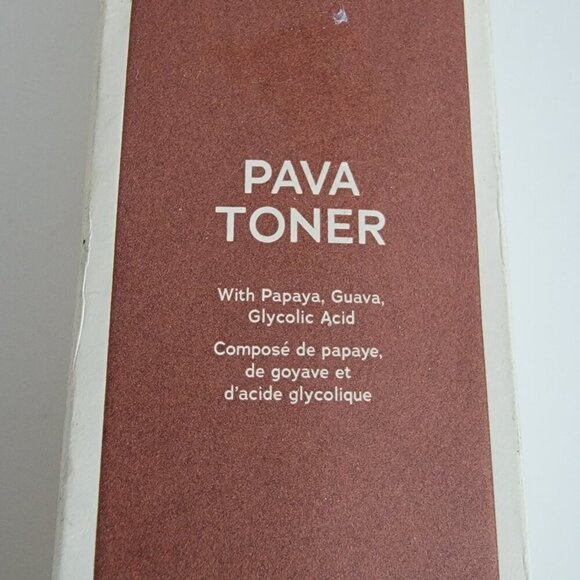 PAVA
TONER
With Papaya, Guava,
Glycolic Acid
Composé de papaye,
de goyave et
d'acide glycolique